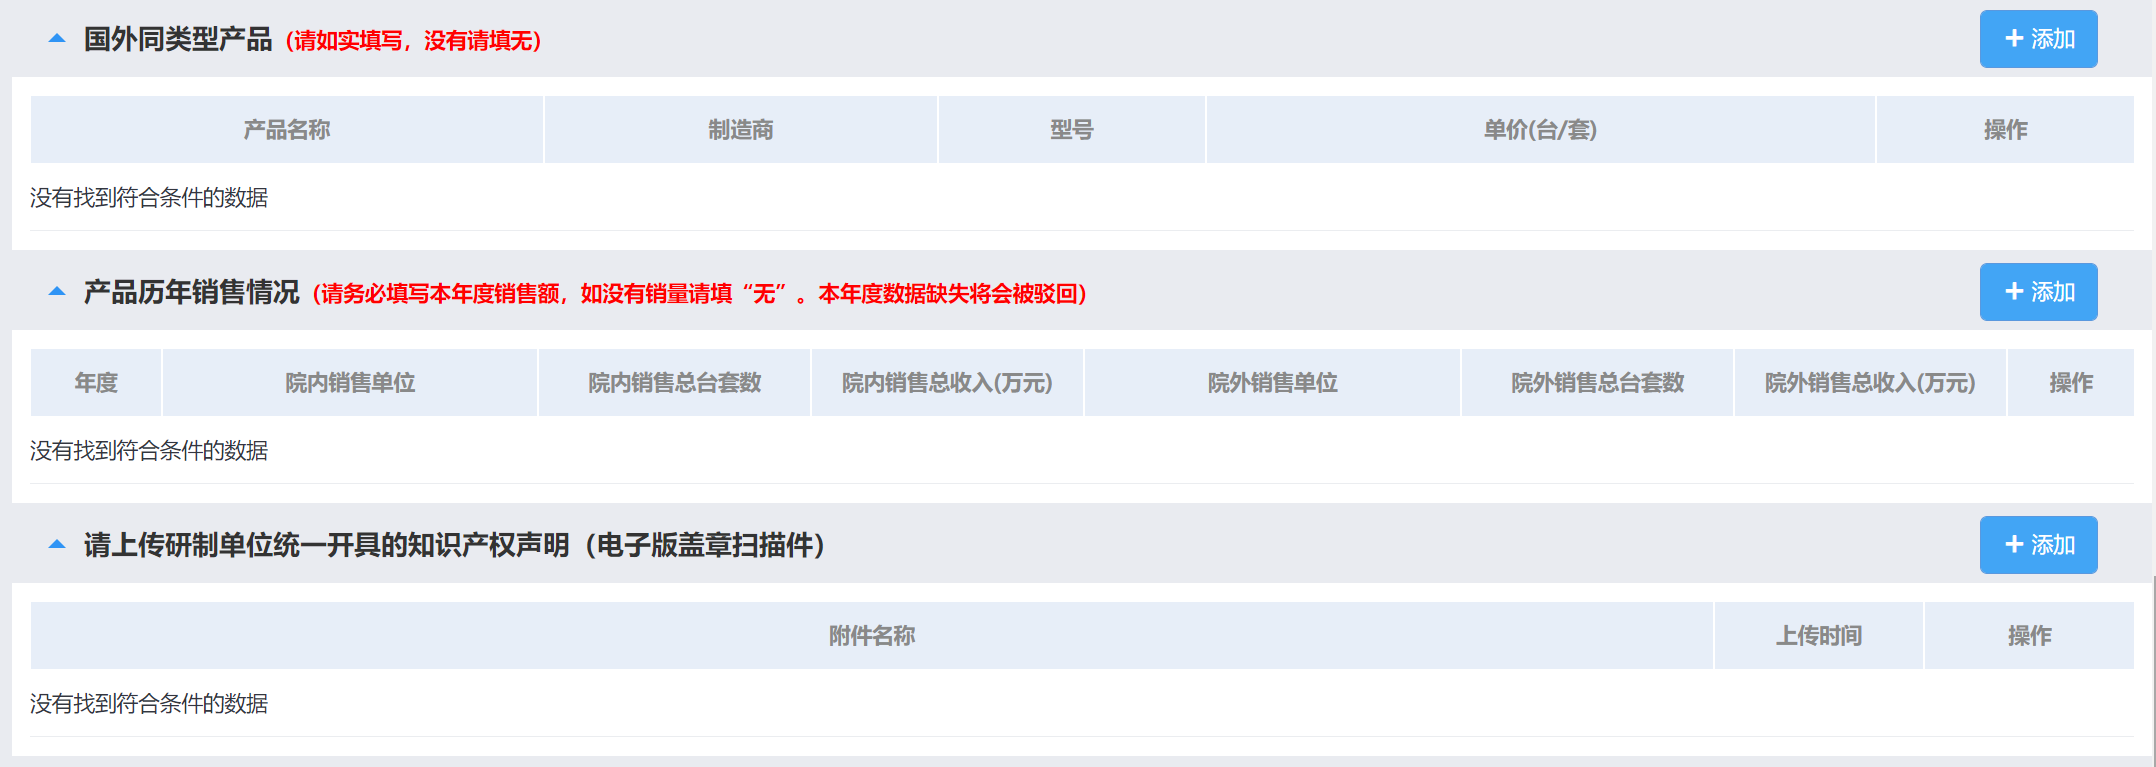 国外同类型产品（请如实填写，没有请填无） + 添加
产品名称 制造商 型号 单价(台/套) 操作
没有找到符合条件的数据
产品历年销售情况（请务必填写本年度销售额，如没有销量请填“无”。本年度数据缺失将会被驳回） + 添加
年度 院内销售单位 院内销售总台套数 院内销售总收入(万元) 院外销售单位 院外销售总台套数 院外销售总收入(万元) 操作
没有找到符合条件的数据
请上传研制单位统一开具的知识产权声明（电子版盖章扫描件） + 添加
附件名称 上传时间 操作
没有找到符合条件的数据